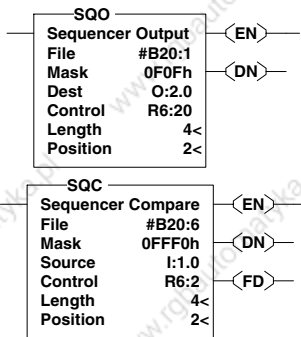 SQO
Sequencer Output
File #B20:1
Mask 0F0Fh
Dest O:2.0
Control R6:20
Length 4<
Position 2<
EN
DN
SQC
Sequencer Compare
File #B20:6
Mask 0FFF0h
Source I:1.0
Control R6:2
Length 4<
Position 2<
EN
DN
FD